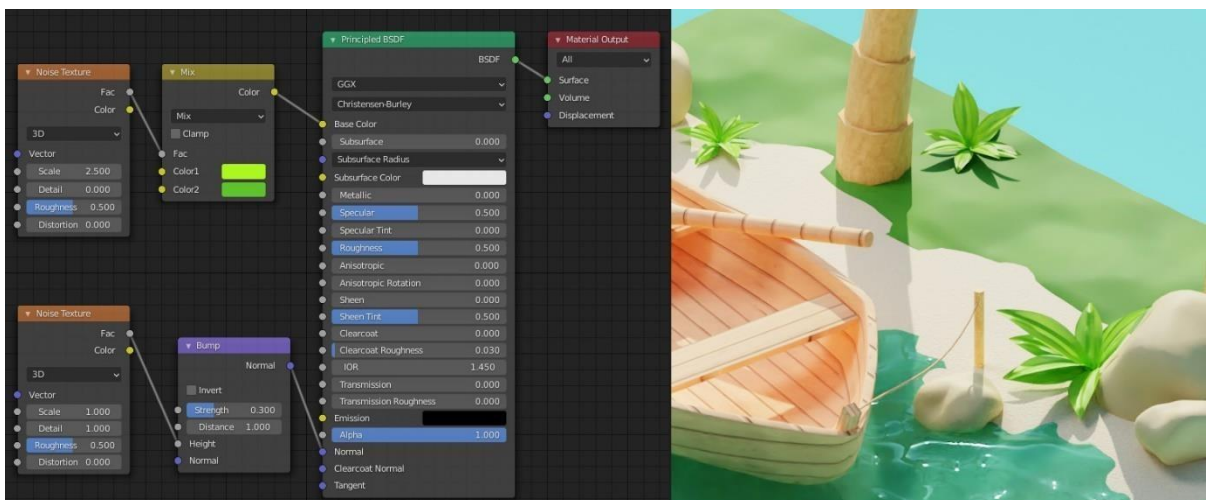 Noise Texture
Fac
Color
3D
Vector
Scale 2.500
Detail 0.000
Roughness 0.500
Distortion 0.000
Mix
Color
Mix
Clamp
Fac
Color1
Color2
Noise Texture
Fac
Color
3D
Vector
Scale 1.000
Detail 1.000
Roughness 0.500
Distortion 0.000
Bump
Normal
Invert
Strength 0.300
Distance 1.000
Height
Normal
Principled BSDF
BSDF
GGX
Christensen-Burley
Base Color
Subsurface 0.000
Subsurface Radius
Subsurface Color
Metallic 0.000
Specular 0.500
Specular Tint 0.000
Roughness 0.500
Anisotropic 0.000
Anisotropic Rotation 0.000
Sheen 0.000
Sheen Tint 0.500
Clearcoat 0.000
Clearcoat Roughness 0.030
IOR 1.450
Transmission 0.000
Transmission Roughness 0.000
Emission
Alpha 1.000
Normal
Clearcoat Normal
Tangent
Material Output
All
Surface
Volume
Displacement